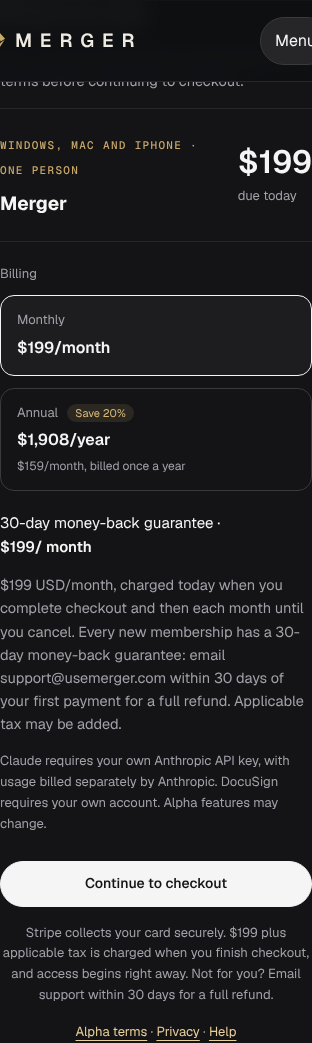 MERGER
Menu
terms before continuing to checkout.
WINDOWS, MAC AND IPHONE ·
ONE PERSON
$199
Merger
due today
Billing
Monthly
$199/month
Annual Save 20%
$1,908/year
$159/month, billed once a year
30-day money-back guarantee ·
$199/ month
$199 USD/month, charged today when you
complete checkout and then each month until
you cancel. Every new membership has a 30-
day money-back guarantee: email
support@usemerger.com within 30 days of
your first payment for a full refund. Applicable
tax may be added.
Claude requires your own Anthropic API key, with
usage billed separately by Anthropic. DocuSign
requires your own account. Alpha features may
change.
Continue to checkout
Stripe collects your card securely. $199 plus
applicable tax is charged when you finish checkout,
and access begins right away. Not for you? Email
support within 30 days for a full refund.
Alpha terms · Privacy · Help